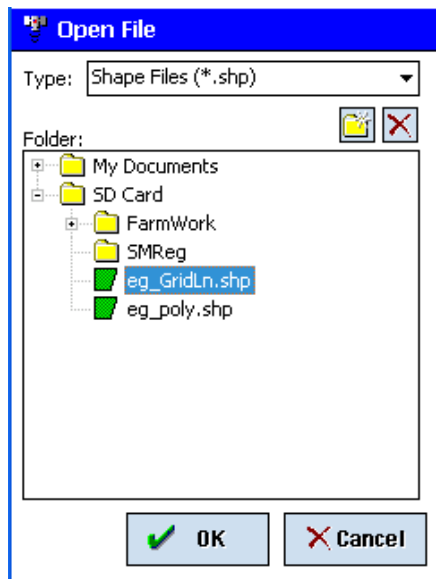 Open File
Type: Shape Files (*.shp)
Folder:
My Documents
SD Card
FarmWork
SMReg
eg_GridLn.shp
eg_poly.shp
OK Cancel